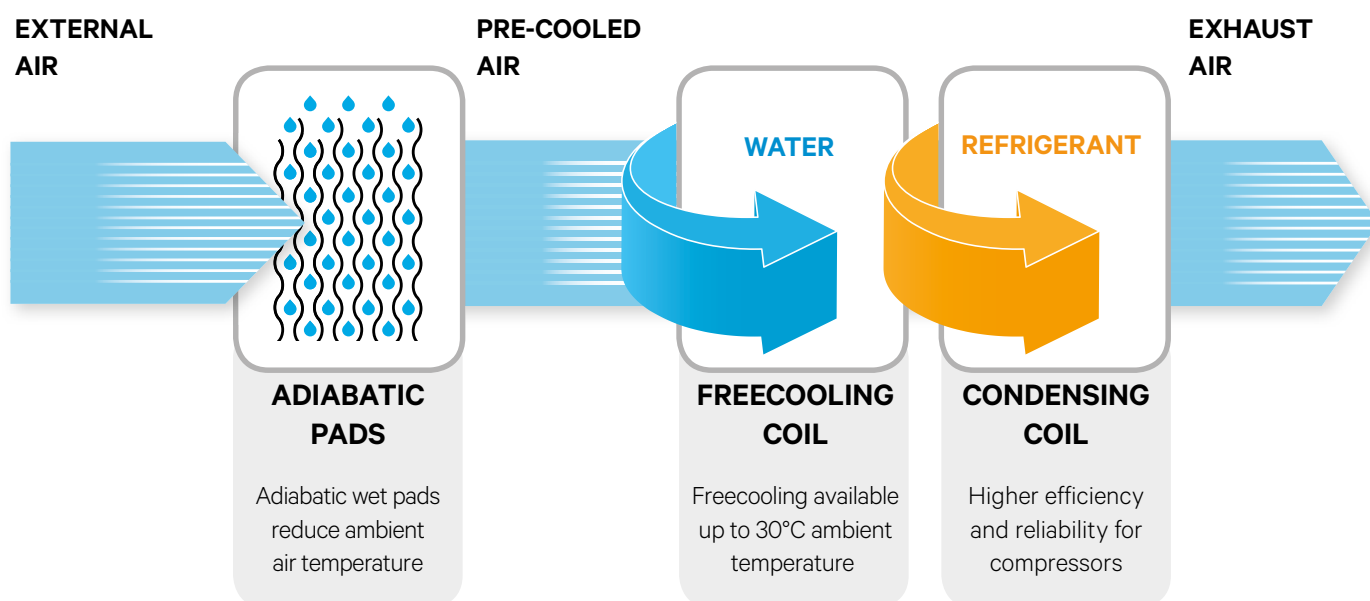 EXTERNAL
AIR
PRE-COOLED
AIR
EXHAUST
AIR
WATER
REFRIGERANT
ADIABATIC
PADS
Adiabatic wet pads
reduce ambient
air temperature
FREECOOLING
COIL
Freecooling available
up to 30°C ambient
temperature
CONDENSING
COIL
Higher efficiency
and reliability for
compressors